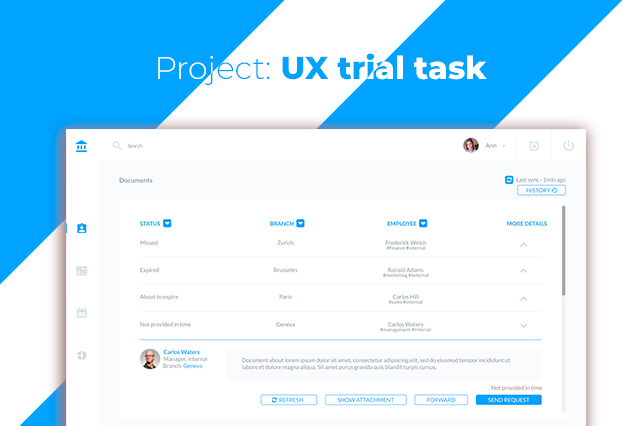 Project: UX trial task
Search
Ann
Documents
Last sync - 1min ago
HISTORY
STATUS BRANCH EMPLOYEE MORE DETAILS
Missed Zurich Frederick Welch
#finance #internal
Expired Brusseles Ronald Adams
#marketing #external
About to expire Paris Carlos Hill
#sales #internal
Not provided in time Geneva Carlos Waters
#management #internal
Carlos Waters
Manager, internal
Branch: Geneva
Document about lorem ipsum dolor sit amet, consectetur adipiscing elit, sed do eiusmod tempor incididunt ut
labore et dolore magna aliqua. Sit amet purus gravida quis blandit turpis cursus.
Not provided in time
REFRESH SHOW ATTACHMENT FORWARD SEND REQUEST